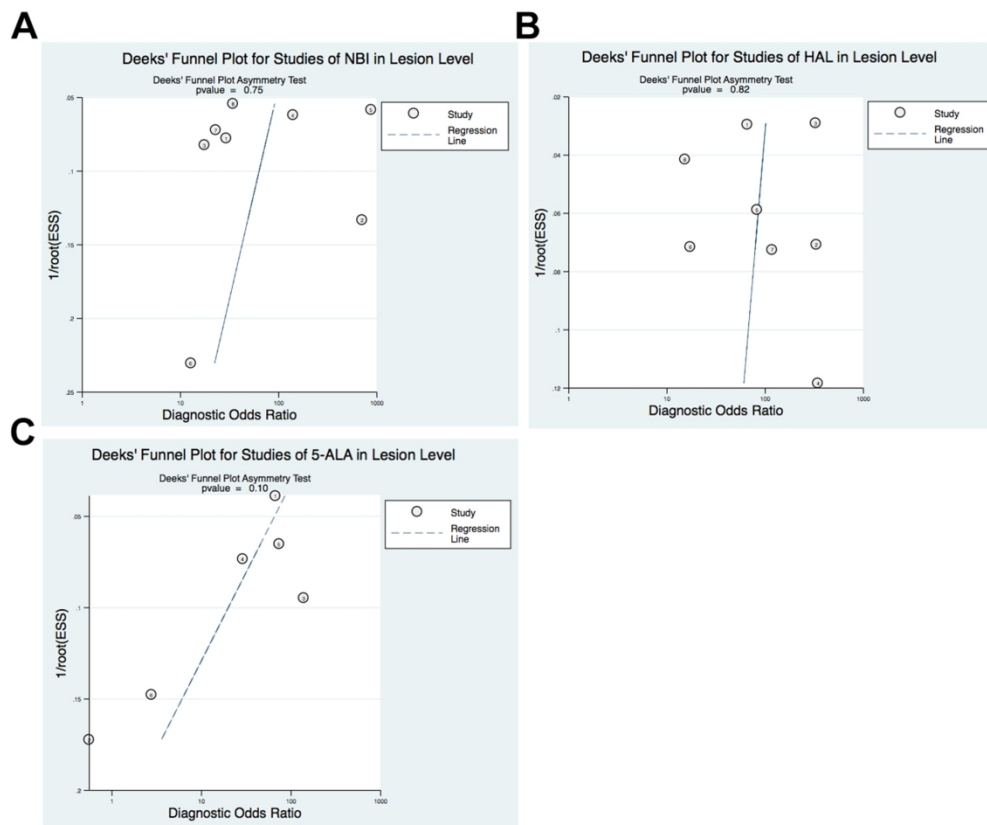 A
Deeks' Funnel Plot for Studies of NBI in Lesion Level
Deeks' Funnel Plot Asymmetry Test
pvalue = 0.75
Study
Regression
Line
.05
.1
.15
.2
.25
1/root(ESS)
1
10
100
1000
Diagnostic Odds Ratio
B
Deeks' Funnel Plot for Studies of HAL in Lesion Level
Deeks' Funnel Plot Asymmetry Test
pvalue = 0.82
Study
Regression
Line
.02
.04
.06
.08
.1
.12
1/root(ESS)
1
10
100
1000
Diagnostic Odds Ratio
C
Deeks' Funnel Plot for Studies of 5-ALA in Lesion Level
Deeks' Funnel Plot Asymmetry Test
pvalue = 0.10
Study
Regression
Line
.05
.1
.15
.2
1/root(ESS)
1
10
100
1000
Diagnostic Odds Ratio